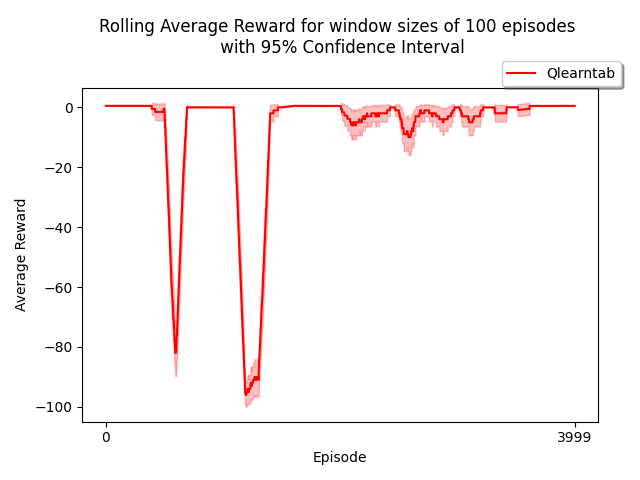 Rolling Average Reward for window sizes of 100 episodes
with 95% Confidence Interval
Qlearntab
0
−20
−40
−60
−80
−100
Average Reward
0
3999
Episode